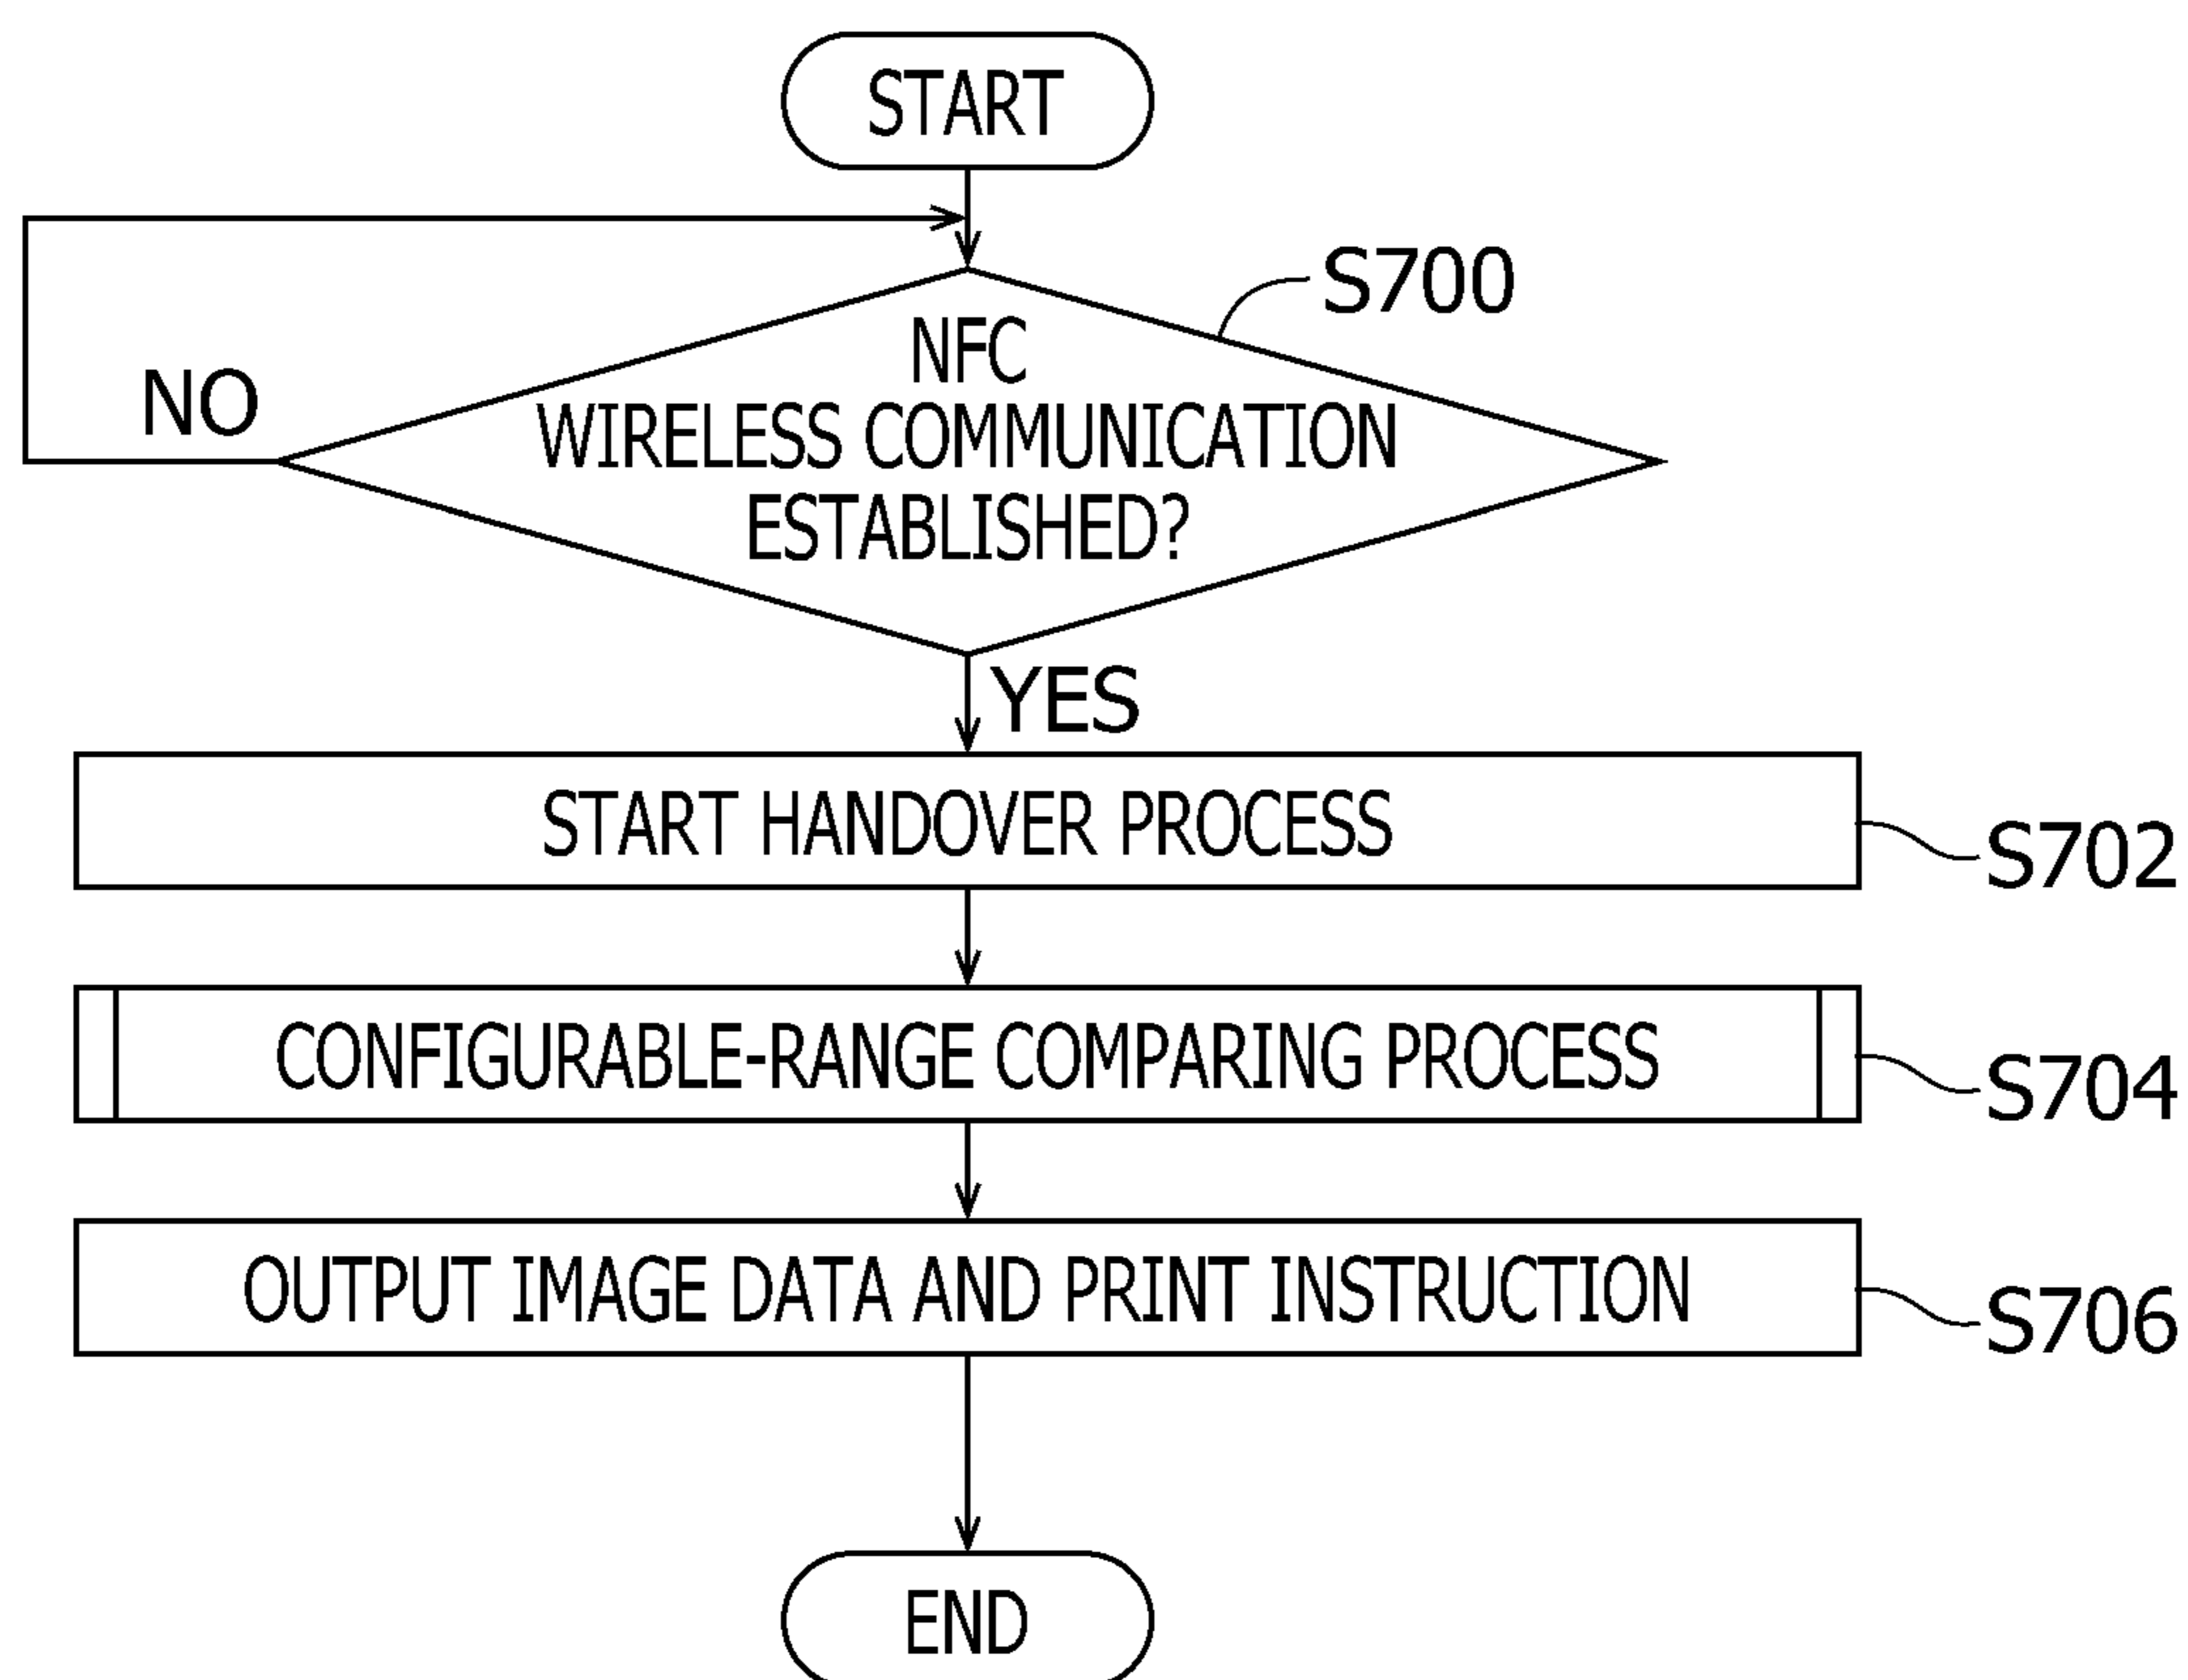 START
S700
NFC
WIRELESS COMMUNICATION
ESTABLISHED?
NO
YES
START HANDOVER PROCESS
S702
CONFIGURABLE-RANGE COMPARING PROCESS
S704
OUTPUT IMAGE DATA AND PRINT INSTRUCTION
S706
END